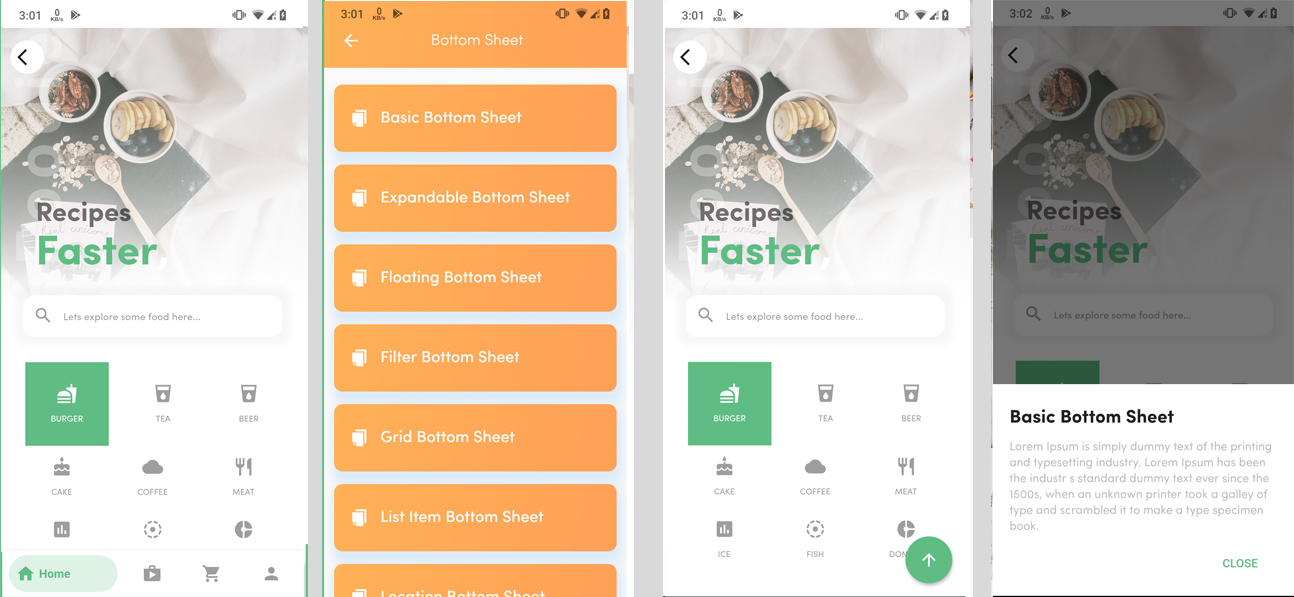 3:01
0
KB/s
Recipes
Faster
Lets explore some food here...
BURGER
TEA
BEER
CAKE
COFFEE
MEAT
Home
3:01
0
KB/s
Bottom Sheet
Basic Bottom Sheet
Expandable Bottom Sheet
Floating Bottom Sheet
Filter Bottom Sheet
Grid Bottom Sheet
List Item Bottom Sheet
Location Bottom Sheet
3:01
0
KB/s
Recipes
Faster
Lets explore some food here...
BURGER
TEA
BEER
CAKE
COFFEE
MEAT
ICE
FISH
3:02
0
KB/s
Recipes
Faster
Lets explore some food here...
Basic Bottom Sheet
Lorem Ipsum is simply dummy text of the printing
and typesetting industry. Lorem Ipsum has been
the industr s standard dummy text ever since the
1500s, when an unknown printer took a galley of
type and scrambled it to make a type specimen
book.
CLOSE